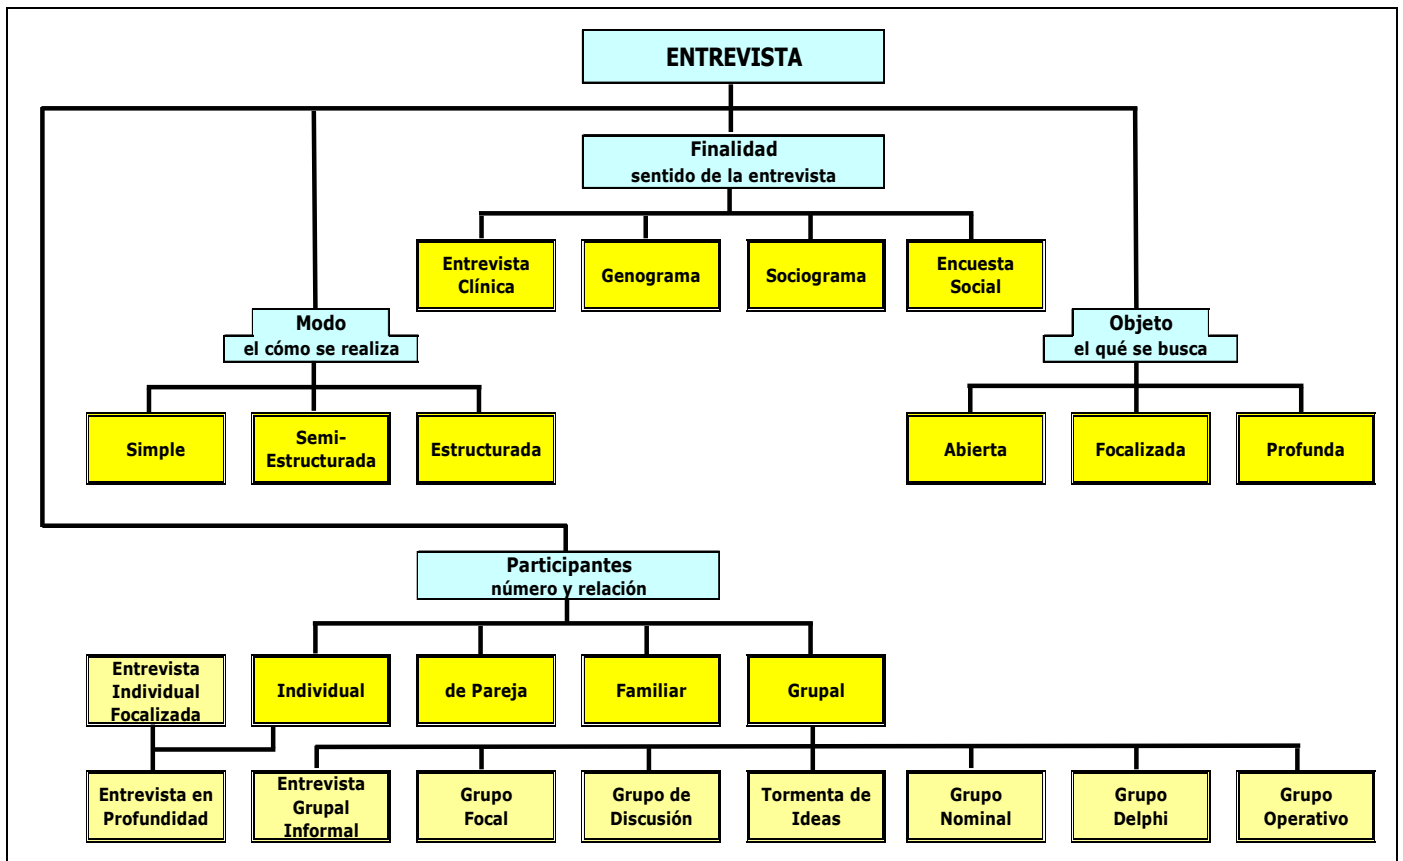 ENTREVISTA
Finalidad
sentido de la entrevista
Entrevista
Clínica
Genograma
Sociograma
Encuesta
Social
Modo
el cómo se realiza
Objeto
el qué se busca
Simple
Semi-
Estructurada
Estructurada
Abierta
Focalizada
Profunda
Participantes
número y relación
Entrevista
Individual
Focalizada
Individual
de Pareja
Familiar
Grupal
Entrevista en
Profundidad
Entrevista
Grupal
Informal
Grupo
Focal
Grupo de
Discusión
Tormenta de
Ideas
Grupo
Nominal
Grupo
Delphi
Grupo
Operativo